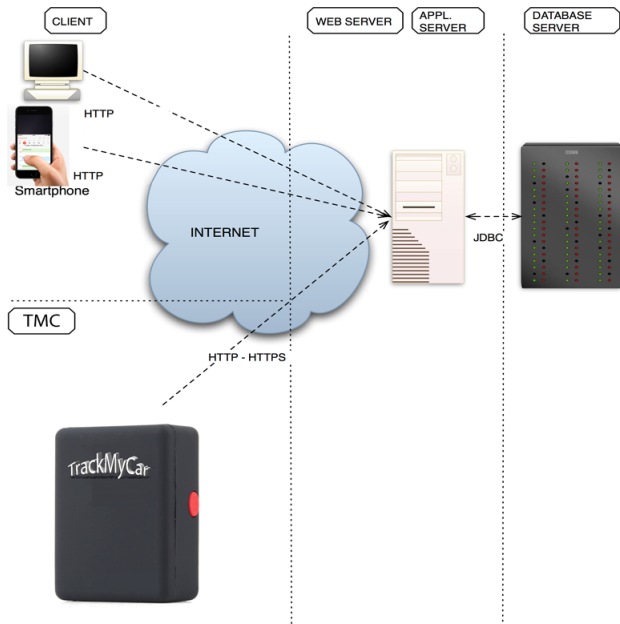 CLIENT
WEB SERVER
APPL.
SERVER
DATABASE
SERVER
HTTP
HTTP
Smartphone
INTERNET
JDBC
TMC
HTTP - HTTPS
TrackMyCar